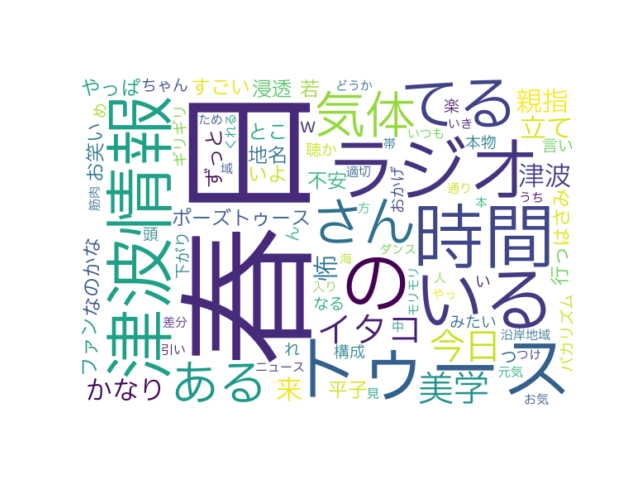 やっぱ
ちゃん
すごい
浸透
若
どうか
てる
親指
お笑い
め
ギリギリ
津波情報
春日
ずっと
ため
くれる
域
とこ
地名
いよ
w
気体
聴か
楽
いき
いつも
本物
立て
言い
筋肉
ラジオ
帯
適切
おかげ
通り
津波
不安
ポーズトゥース
さん
時間
方
本
うち
はさみ
行っ
ファン
なのかな
頭
下がり
ん
怖
の
いる
ダンス
海
モリモリ
人
やっ
い
バカリズム
差分
引い
ある
入り
なる
イタコ
中
みたい
沿岸地域
かなり
ニュース
れ
構成
今日
っ
つけ
元気
来
平子
見
トゥース
美学
お気